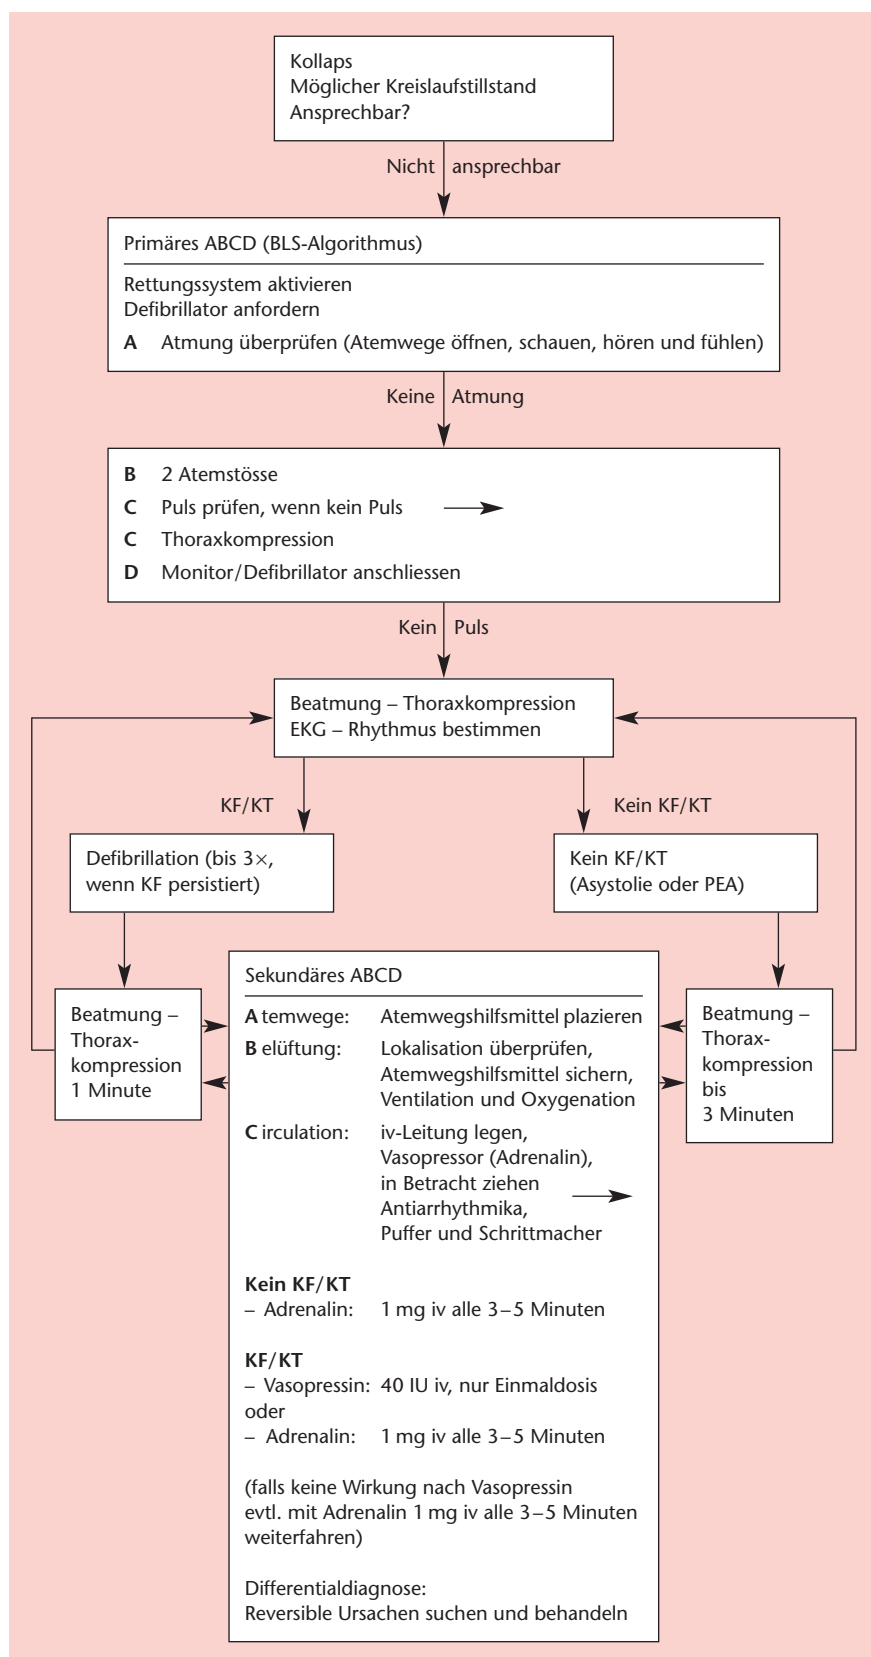 Kollaps
Möglicher Kreislaufstillstand
Ansprechbar?
Nicht ansprechbar
Primäres ABCD (BLS-Algorithmus)
Rettungssystem aktivieren
Defibrillator anfordern
A Atmung überprüfen (Atemwege öffnen, schauen, hören und fühlen)
Keine Atmung
B 2 Atemstösse
C Puls prüfen, wenn kein Puls
C Thoraxkompression
D Monitor/Defibrillator anschliessen
Kein Puls
Beatmung – Thoraxkompression
EKG – Rhythmus bestimmen
KF/KT
Kein KF/KT
Defibrillation (bis 3×,
wenn KF persistiert)
Kein KF/KT
(Asystolie oder PEA)
Beatmung –
Thorax-
kompression
1 Minute
Sekundäres ABCD
A temwege: Atemwegshilfsmittel plazieren
B elüftung: Lokalisation überprüfen,
Atemwegshilfsmittel sichern,
Ventilation und Oxygenation
C irculation: iv-Leitung legen,
Vasopressor (Adrenalin),
in Betracht ziehen
Antiarrhythmika,
Puffer und Schrittmacher
Kein KF/KT
– Adrenalin: 1 mg iv alle 3–5 Minuten
KF/KT
– Vasopressin: 40 IU iv, nur Einmaldosis
oder
– Adrenalin: 1 mg iv alle 3–5 Minuten
(falls keine Wirkung nach Vasopressin
evtl. mit Adrenalin 1 mg iv alle 3–5 Minuten
weiterfahren)
Differentialdiagnose:
Reversible Ursachen suchen und behandeln
Beatmung –
Thorax-
kompression
bis
3 Minuten